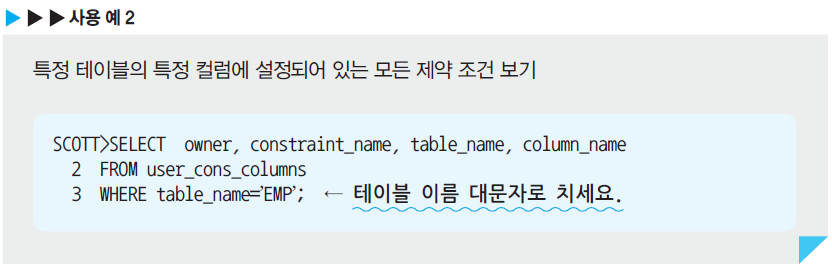 ▶ ▶ ▶ 사용 예 2
특정 테이블의 특정 컬럼에 설정되어 있는 모든 제약 조건 보기
SCOTT>SELECT owner, constraint_name, table_name, column_name
2 FROM user_cons_columns
3 WHERE table_name=’EMP’; ← 테이블 이름 대문자로 치세요.